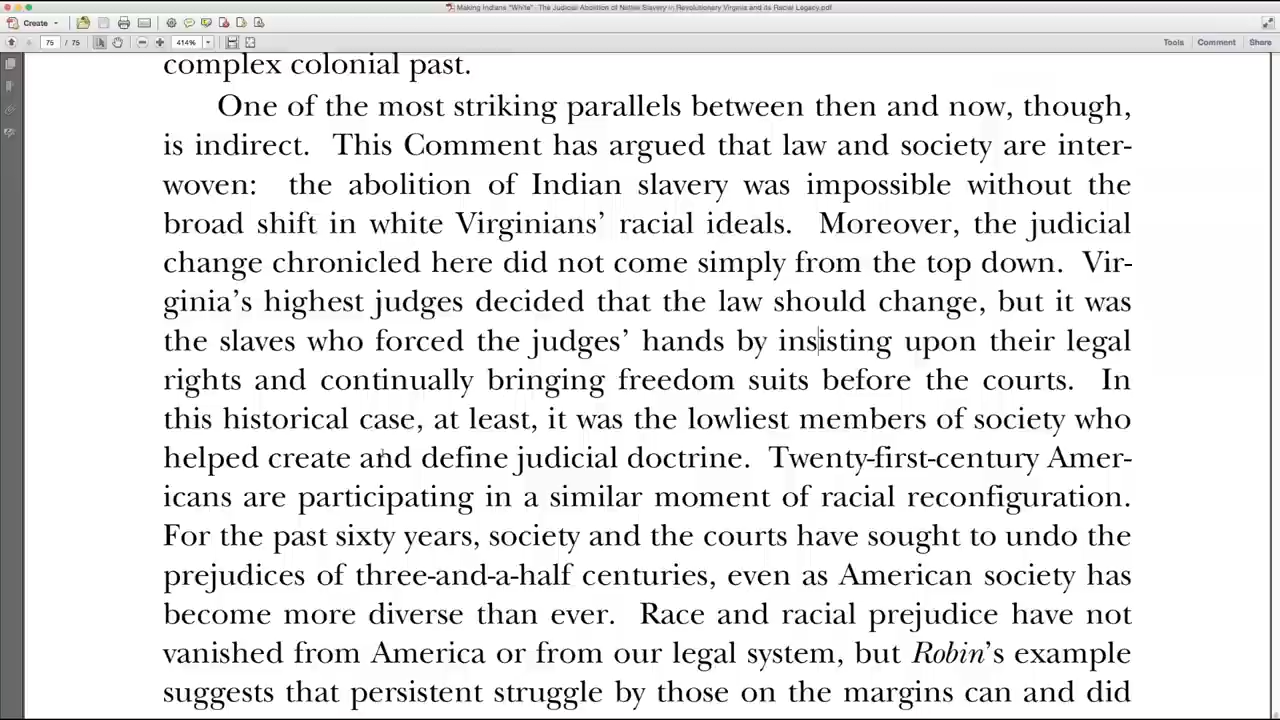 Making Indians "White" - The Judicial Abolition of Native Slavery in Revolutionary Virginia and its Racial Legacy.pdf
Create
75 / 75
414%
Tools
Comment
Share
complex colonial past.
One of the most striking parallels between then and now, though,
is indirect. This Comment has argued that law and society are inter-
woven: the abolition of Indian slavery was impossible without the
broad shift in white Virginians' racial ideals. Moreover, the judicial
change chronicled here did not come simply from the top down. Vir-
ginia's highest judges decided that the law should change, but it was
the slaves who forced the judges' hands by insisting upon their legal
rights and continually bringing freedom suits before the courts. In
this historical case, at least, it was the lowliest members of society who
helped create and define judicial doctrine. Twenty-first-century Amer-
icans are participating in a similar moment of racial reconfiguration.
For the past sixty years, society and the courts have sought to undo the
prejudices of three-and-a-half centuries, even as American society has
become more diverse than ever. Race and racial prejudice have not
vanished from America or from our legal system, but Robin's example
suggests that persistent struggle by those on the margins can and did